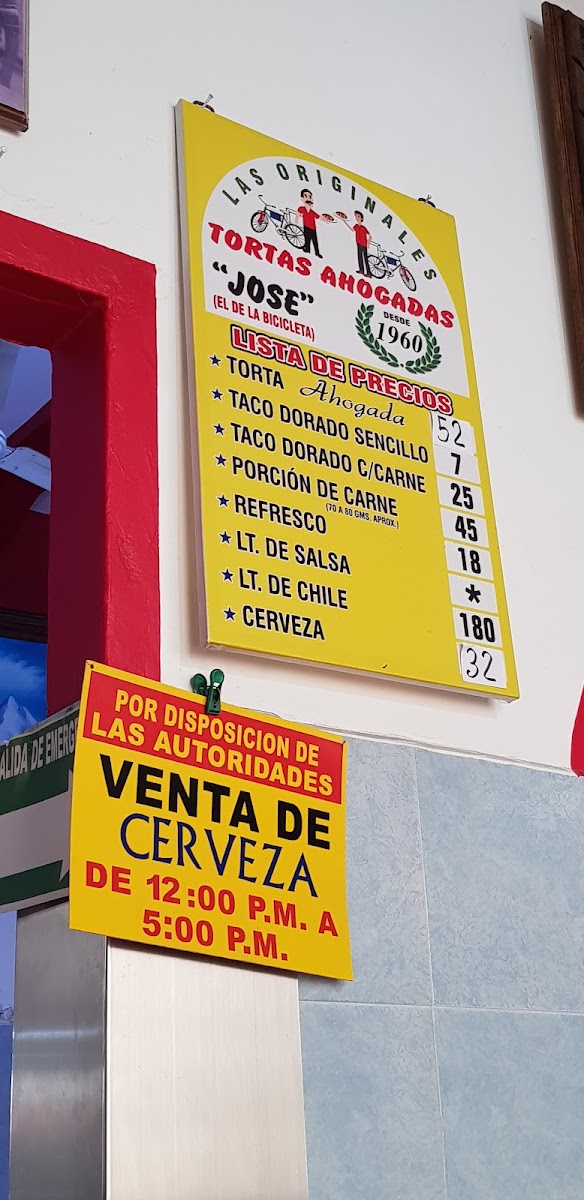 LAS ORIGINALES
TORTAS AHOGADAS
"JOSE"
(EL DE LA BICICLETA)
DESDE
1960
LISTA DE PRECIOS
★ TORTA Ahogada 52
★ TACO DORADO SENCILLO 7
★ TACO DORADO C/CARNE 25
★ PORCIÓN DE CARNE 45
(70 A 80 GMS. APROX.)
★ REFRESCO 18
★ LT. DE SALSA *
★ LT. DE CHILE 180
★ CERVEZA 32
POR DISPOSICION DE
LAS AUTORIDADES
VENTA DE
CERVEZA
DE 12:00 P.M. A
5:00 P.M.
ALIDA DE EMERGE